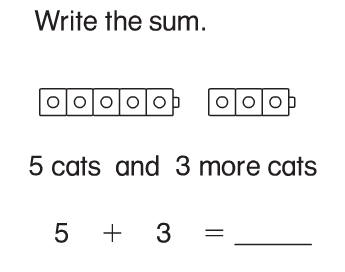 Write the sum.
5 cats and 3 more cats
5 + 3 = _____